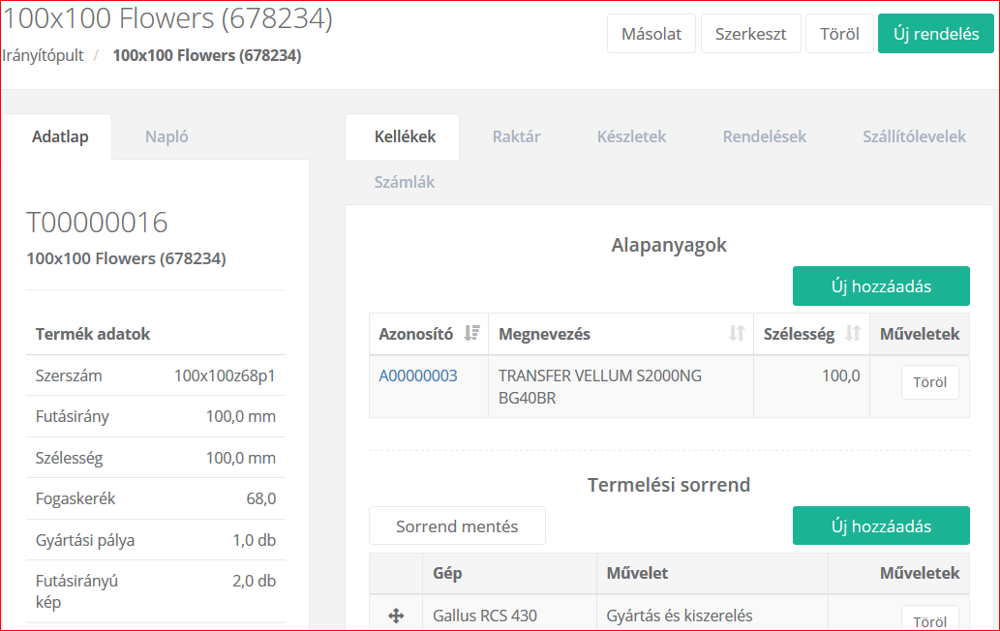 100x100 Flowers (678234)
Irányítópult / 100x100 Flowers (678234)
Másolat Szerkeszt Töröl Új rendelés
Adatlap Napló
T00000016
100x100 Flowers (678234)
Termék adatok
Szerszám 100x100z68p1
Futásirány 100,0 mm
Szélesség 100,0 mm
Fogaskerék 68,0
Gyártási pálya 1,0 db
Futásirányú 2,0 db
kép
Kellékek Raktár Készletek Rendelések Szállítólevelek
Számlák
Alapanyagok
Új hozzáadás
Azonosító Megnevezés Szélesség Műveletek
A00000003 TRANSFER VELLUM S2000NG 100,0 Töröl
BG40BR
Termelési sorrend
Sorrend mentés Új hozzáadás
Gép Művelet Műveletek
Gallus RCS 430 Gyártás és kiszerelés Töröl